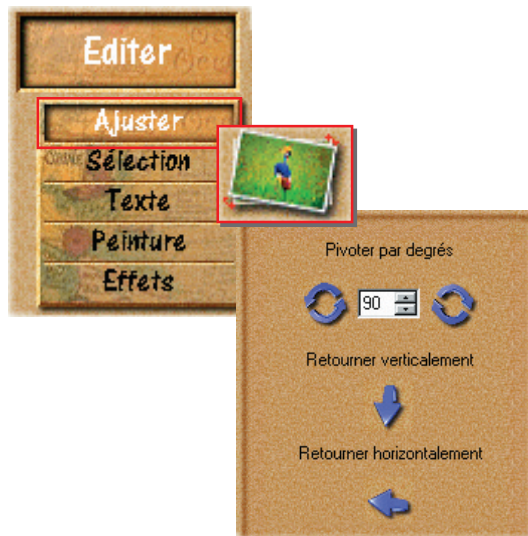 Editer
Ajuster
Sélection
Texte
Peinture
Effets
Pivoter par degrés
90
Retourner verticalement
Retourner horizontalement